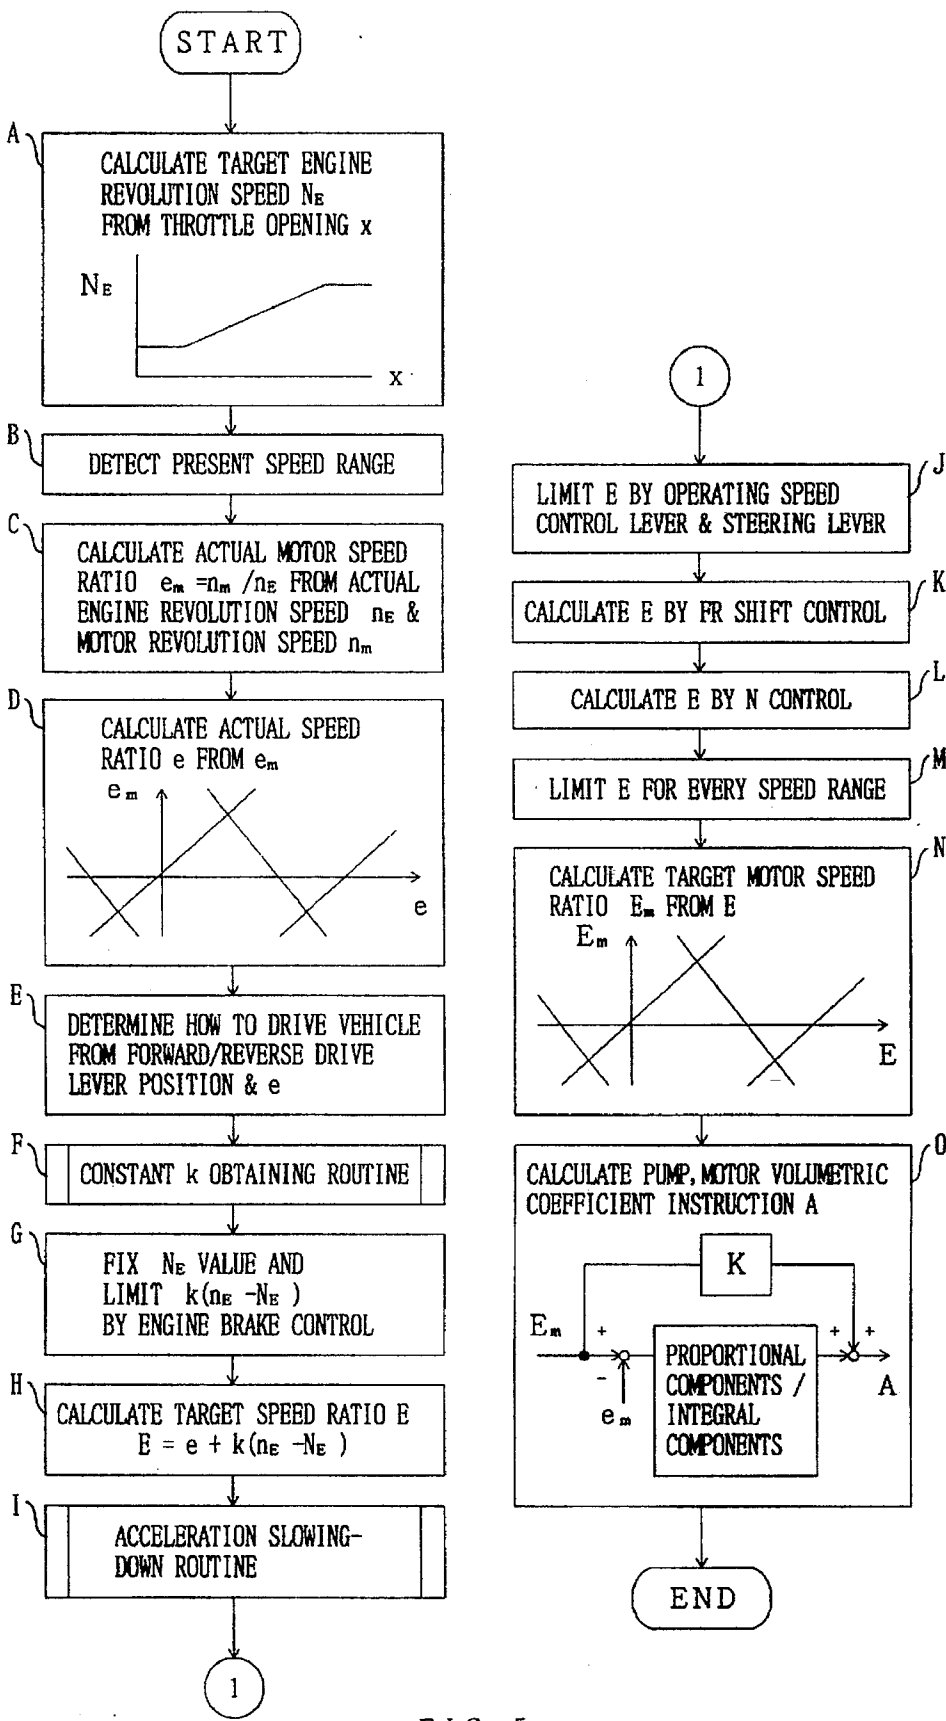 START
A
CALCULATE TARGET ENGINE
REVOLUTION SPEED NE
FROM THROTTLE OPENING x
NE
x
B
DETECT PRESENT SPEED RANGE
C
CALCULATE ACTUAL MOTOR SPEED
RATIO em =nm /nE FROM ACTUAL
ENGINE REVOLUTION SPEED nE &
MOTOR REVOLUTION SPEED nm
D
CALCULATE ACTUAL SPEED
RATIO e FROM em
em
e
E
DETERMINE HOW TO DRIVE VEHICLE
FROM FORWARD/REVERSE DRIVE
LEVER POSITION & e
F
CONSTANT k OBTAINING ROUTINE
G
FIX NE VALUE AND
LIMIT k(nE -NE )
BY ENGINE BRAKE CONTROL
H
CALCULATE TARGET SPEED RATIO E
E = e + k(nE -NE )
I
ACCELERATION SLOWING-
DOWN ROUTINE
1
1
J
LIMIT E BY OPERATING SPEED
CONTROL LEVER & STEERING LEVER
K
CALCULATE E BY FR SHIFT CONTROL
L
CALCULATE E BY N CONTROL
M
LIMIT E FOR EVERY SPEED RANGE
N
CALCULATE TARGET MOTOR SPEED
RATIO Em FROM E
Em
E
O
CALCULATE PUMP, MOTOR VOLUMETRIC
COEFFICIENT INSTRUCTION A
K
Em
+
-
em
PROPORTIONAL
COMPONENTS /
INTEGRAL
COMPONENTS
+
+
A
END